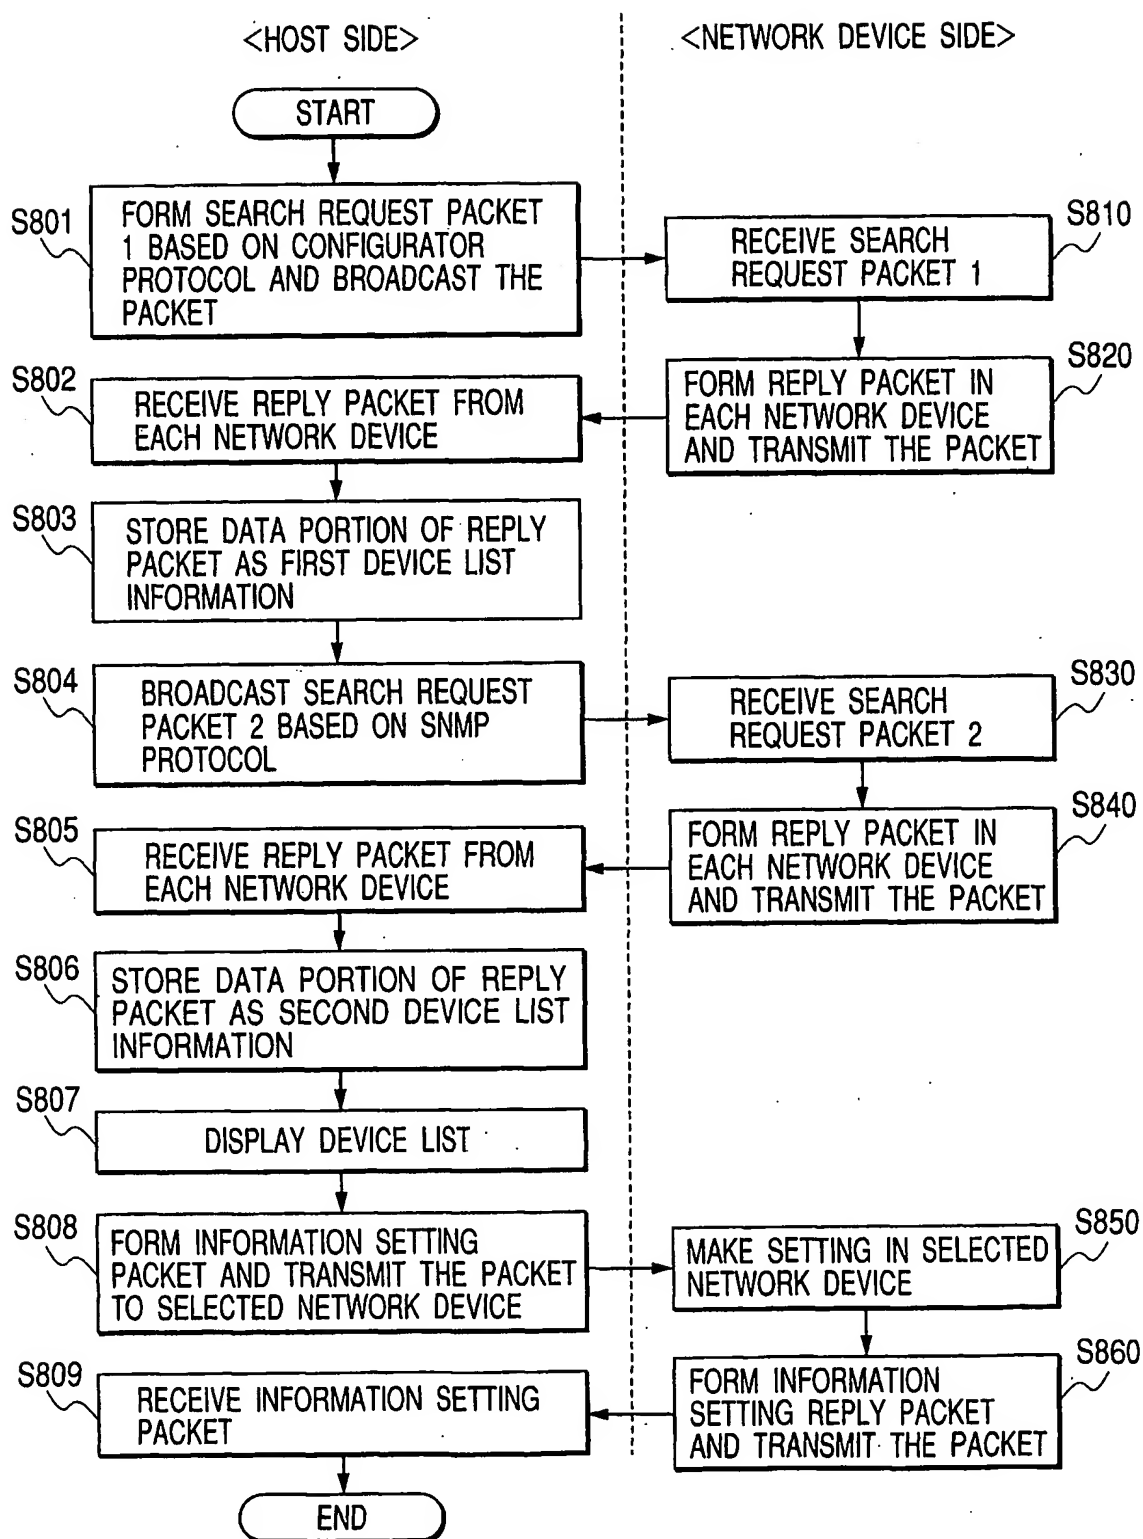 <HOST SIDE>
<NETWORK DEVICE SIDE>
START
S801
FORM SEARCH REQUEST PACKET
1 BASED ON CONFIGURATOR
PROTOCOL AND BROADCAST THE
PACKET
S810
RECEIVE SEARCH
REQUEST PACKET 1
S802
RECEIVE REPLY PACKET FROM
EACH NETWORK DEVICE
S820
FORM REPLY PACKET IN
EACH NETWORK DEVICE
AND TRANSMIT THE PACKET
S803
STORE DATA PORTION OF REPLY
PACKET AS FIRST DEVICE LIST
INFORMATION
S804
BROADCAST SEARCH REQUEST
PACKET 2 BASED ON SNMP
PROTOCOL
S830
RECEIVE SEARCH
REQUEST PACKET 2
S805
RECEIVE REPLY PACKET FROM
EACH NETWORK DEVICE
S840
FORM REPLY PACKET IN
EACH NETWORK DEVICE
AND TRANSMIT THE PACKET
S806
STORE DATA PORTION OF REPLY
PACKET AS SECOND DEVICE LIST
INFORMATION
S807
DISPLAY DEVICE LIST
S808
FORM INFORMATION SETTING
PACKET AND TRANSMIT THE PACKET
TO SELECTED NETWORK DEVICE
S850
MAKE SETTING IN SELECTED
NETWORK DEVICE
S809
RECEIVE INFORMATION SETTING
PACKET
S860
FORM INFORMATION
SETTING REPLY PACKET
AND TRANSMIT THE PACKET
END